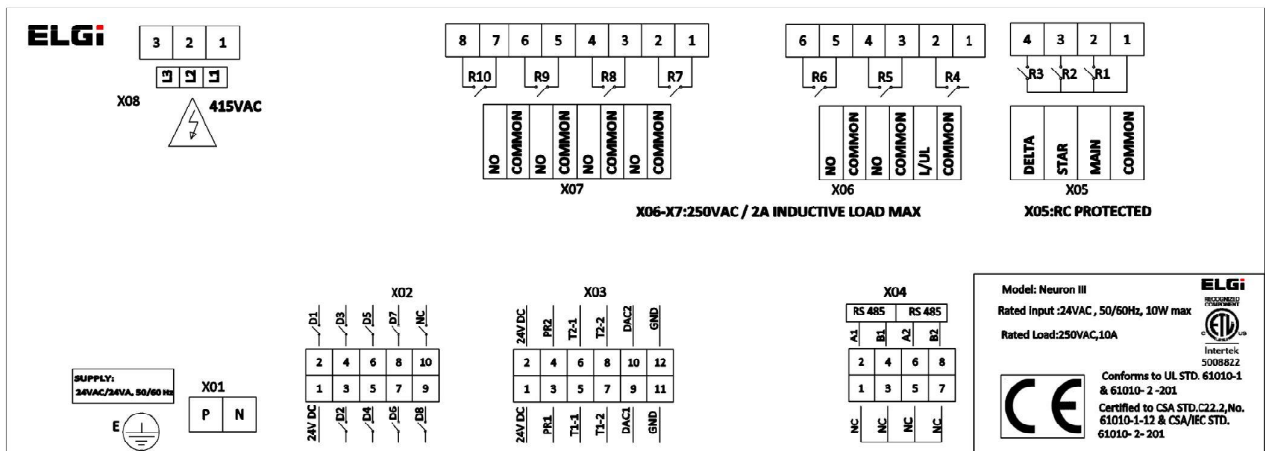 ELGi
3 2 1
L3 L2 L1
X08
415VAC
8 7 6 5 4 3 2 1
R10 R9 R8 R7
NO COMMON NO COMMON NO COMMON NO COMMON
X07
6 5 4 3 2 1
R6 R5 R4
NO COMMON NO COMMON L/UL COMMON
X06
4 3 2 1
R3 R2 R1
DELTA STAR MAIN COMMON
X05
X06-X7:250VAC / 2A INDUCTIVE LOAD MAX
X05:RC PROTECTED
SUPPLY:
24VAC/24VA, 50/60 Hz
E
X01
P N
X02
D1 D3 D5 D7 NC
2 4 6 8 10
1 3 5 7 9
24V DC D2 D4 D6 D8
X03
24V DC PR2 T2-1 T2-2 DAC2 GND
2 4 6 8 10 12
1 3 5 7 9 11
24V DC PR1 T1-1 T1-2 DAC1 GND
X04
RS 485 RS 485
A1 B1 A2 B2
2 4 6 8
1 3 5 7
NC NC NC NC
Model: Neuron III
Rated Input :24VAC, 50/60Hz, 10W max
Rated Load:250VAC,10A
ELGi
RECOGNIZED
COMPONENT
C ETL US
Intertek
5008822
CE
Conforms to UL STD. 61010-1
& 61010- 2 -201
Certified to CSA STD.C22.2,No.
61010-1-12 & CSA/IEC STD.
61010- 2- 201